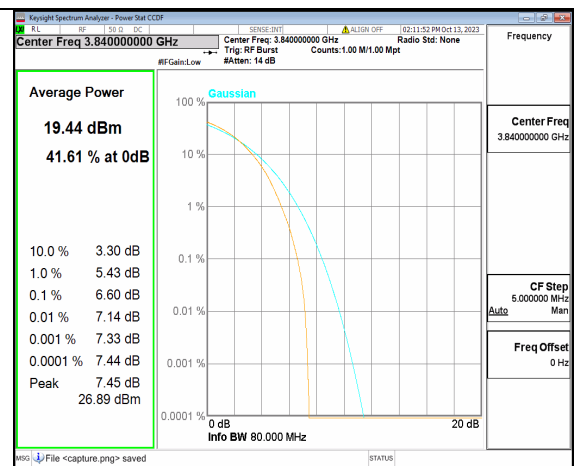 Keysight Spectrum Analyzer - Power Stat CCDF
RL RF 50 Ω DC SENSE:INT ALIGN OFF 02:11:52 PM Oct 13, 2023
Center Freq 3.840000000 GHz
Center Freq: 3.840000000 GHz Radio Std: None
Trig: RF Burst Counts:1.00 M/1.00 Mpt
#IFGain:Low #Atten: 14 dB
Frequency
Average Power
19.44 dBm
41.61 % at 0dB
10.0 % 3.30 dB
1.0 % 5.43 dB
0.1 % 6.60 dB
0.01 % 7.14 dB
0.001 % 7.33 dB
0.0001 % 7.44 dB
Peak 7.45 dB
26.89 dBm
Gaussian
100 %
10 %
1 %
0.1 %
0.01 %
0.001 %
0.0001 %
0 dB 20 dB
Info BW 80.000 MHz
Center Freq
3.840000000 GHz
CF Step
5.000000 MHz
Auto Man
Freq Offset
0 Hz
MSG File <capture.png> saved STATUS